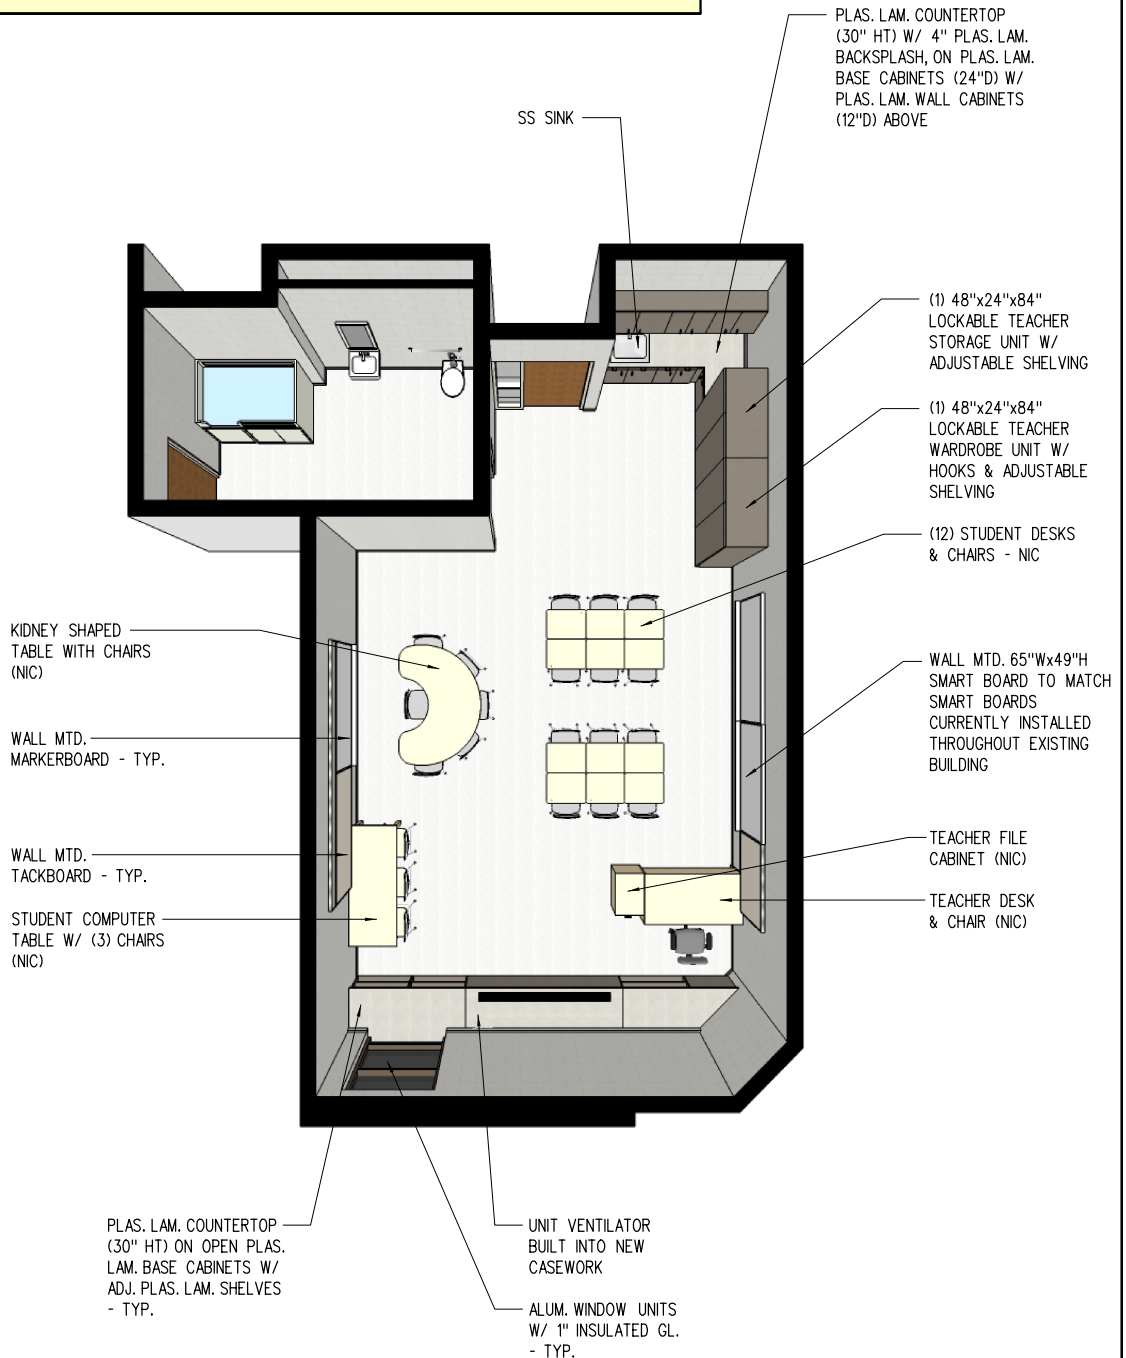 PLAS. LAM. COUNTERTOP
(30" HT) W/ 4" PLAS. LAM.
BACKSPLASH, ON PLAS. LAM.
BASE CABINETS (24"D) W/
PLAS. LAM. WALL CABINETS
(12"D) ABOVE
SS SINK
(1) 48"x24"x84"
LOCKABLE TEACHER
STORAGE UNIT W/
ADJUSTABLE SHELVING
(1) 48"x24"x84"
LOCKABLE TEACHER
WARDROBE UNIT W/
HOOKS & ADJUSTABLE
SHELVING
(12) STUDENT DESKS
& CHAIRS - NIC
KIDNEY SHAPED
TABLE WITH CHAIRS
(NIC)
WALL MTD. 65"Wx49"H
SMART BOARD TO MATCH
SMART BOARDS
CURRENTLY INSTALLED
THROUGHOUT EXISTING
BUILDING
WALL MTD.
MARKERBOARD - TYP.
WALL MTD.
TACKBOARD - TYP.
TEACHER FILE
CABINET (NIC)
STUDENT COMPUTER
TABLE W/ (3) CHAIRS
(NIC)
TEACHER DESK
& CHAIR (NIC)
PLAS. LAM. COUNTERTOP
(30" HT) ON OPEN PLAS.
LAM. BASE CABINETS W/
ADJ. PLAS. LAM. SHELVES
- TYP.
UNIT VENTILATOR
BUILT INTO NEW
CASEWORK
ALUM. WINDOW UNITS
W/ 1" INSULATED GL.
- TYP.